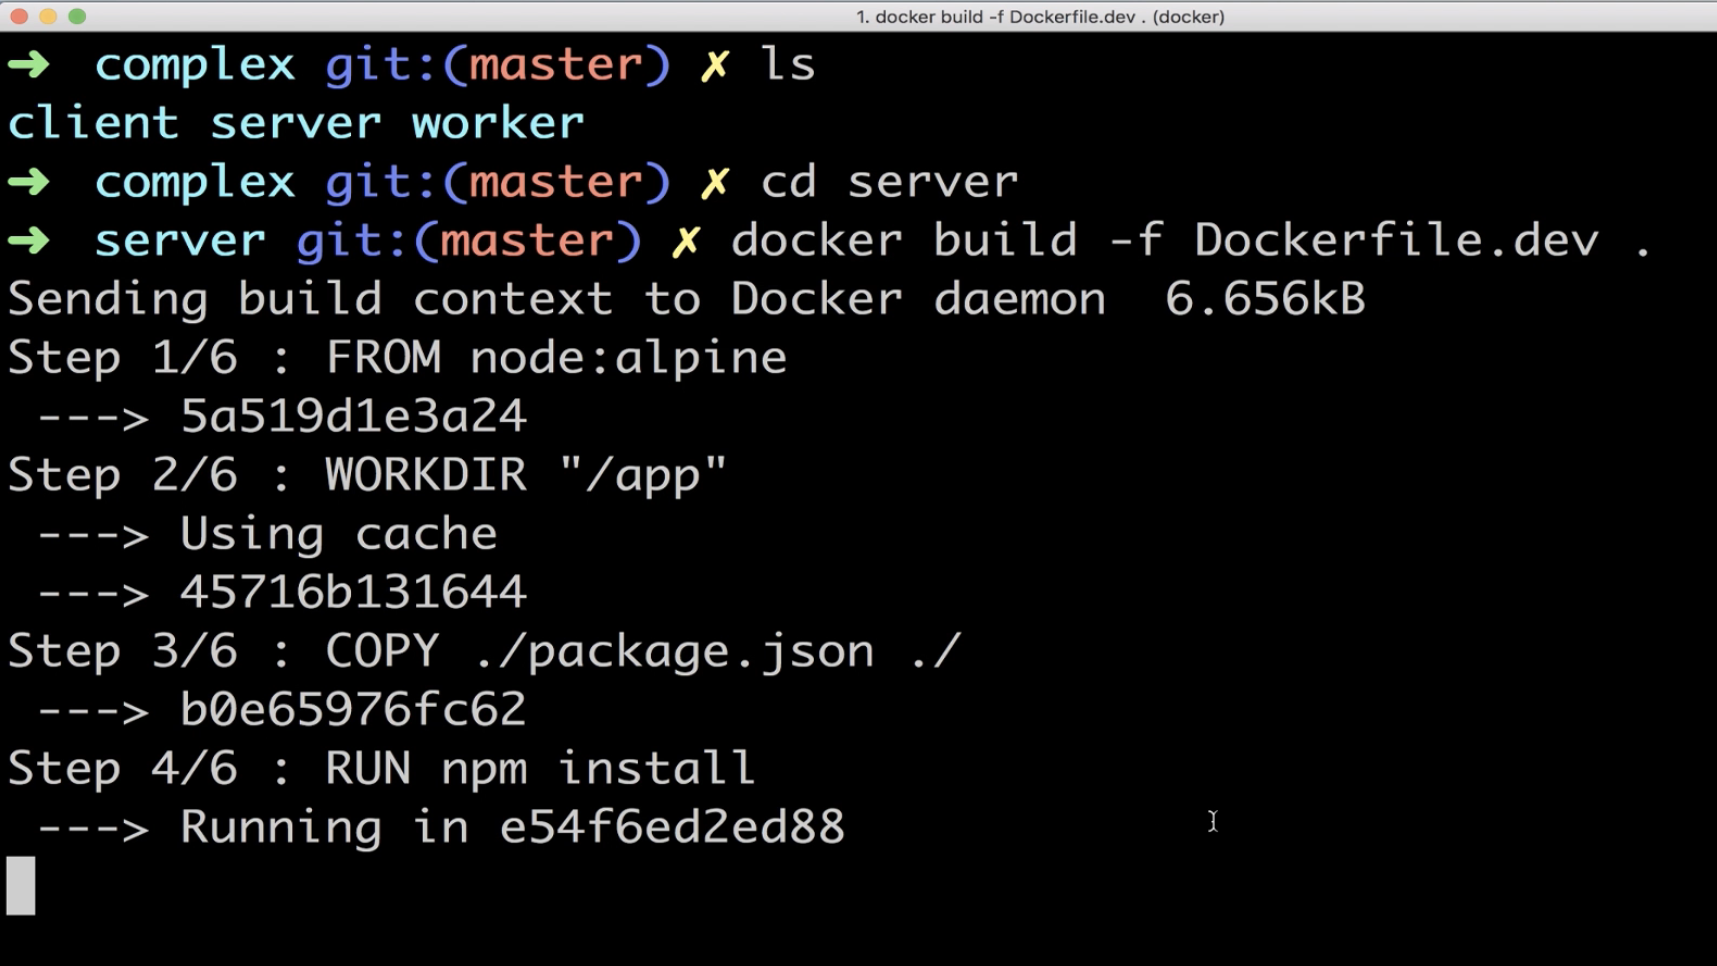 1. docker build -f Dockerfile.dev . (docker)
➜ complex git:(master) ✗ ls
client server worker
➜ complex git:(master) ✗ cd server
➜ server git:(master) ✗ docker build -f Dockerfile.dev .
Sending build context to Docker daemon  6.656kB
Step 1/6 : FROM node:alpine
 ---> 5a519d1e3a24
Step 2/6 : WORKDIR "/app"
 ---> Using cache
 ---> 45716b131644
Step 3/6 : COPY ./package.json ./
 ---> b0e65976fc62
Step 4/6 : RUN npm install
 ---> Running in e54f6ed2ed88